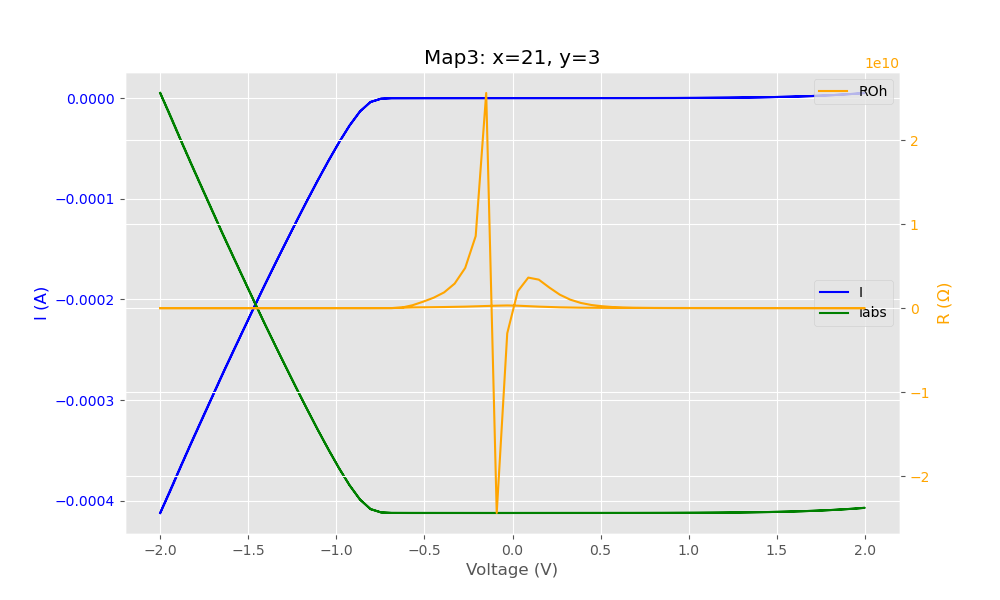 Map3: x=21, y=3
1e10
ROh
0.0000
−0.0001
−0.0002
−0.0003
−0.0004
I (A)
I
Iabs
2
1
0
−1
−2
R (Ω)
−2.0
−1.5
−1.0
−0.5
0.0
0.5
1.0
1.5
2.0
Voltage (V)